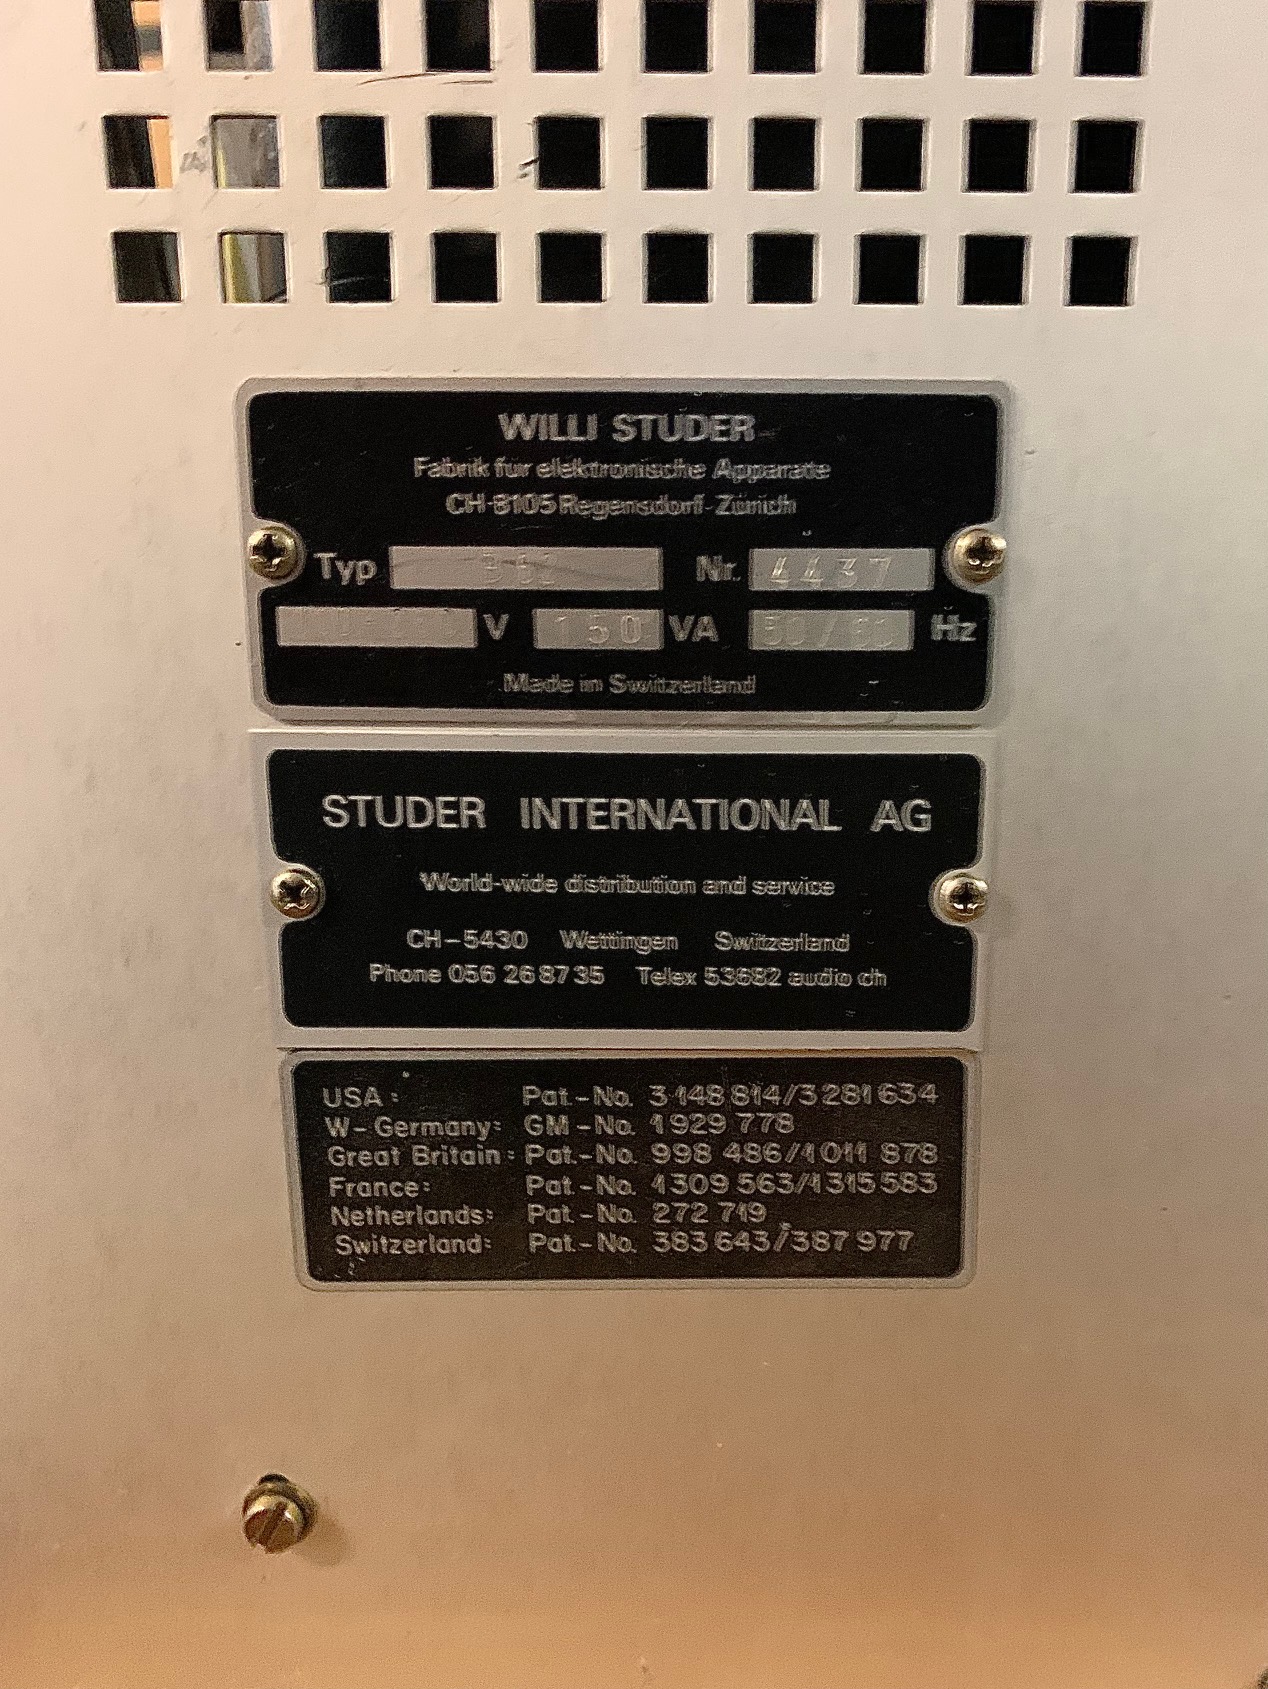 WILLI STUDER
Fabrik für elektronische Apparate
CH-8105 Regensdorf-Zürich
Typ B62 Nr. 4437
V 150 VA 50/60 Hz
Made in Switzerland
STUDER INTERNATIONAL AG
World-wide distribution and service
CH-5430 Wettingen Switzerland
Phone 056 26 87 35 Telex 53682 audio ch
USA: Pat.-No. 3 148 814/3 281 634
W-Germany: GM-No. 1 929 778
Great Britain: Pat.-No. 998 486/1 011 878
France: Pat.-No. 1 309 563/1 315 583
Netherlands: Pat.-No. 272 719
Switzerland: Pat.-No. 383 643/387 977